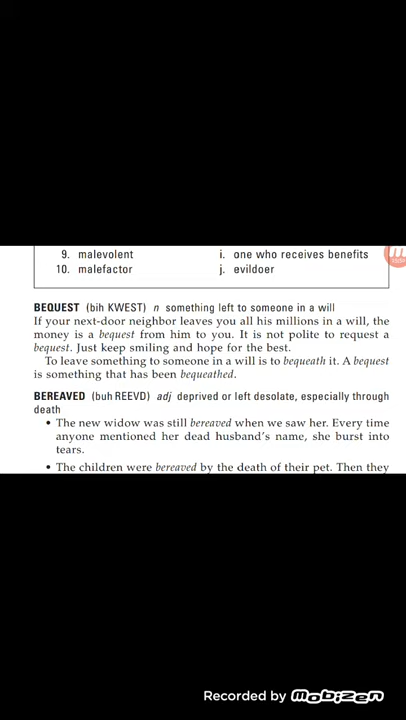 9. malevolent i. one who receives benefits
10. malefactor j. evildoer
BEQUEST (bih KWEST) n something left to someone in a will
If your next-door neighbor leaves you all his millions in a will, the
money is a bequest from him to you. It is not polite to request a
bequest. Just keep smiling and hope for the best.
To leave something to someone in a will is to bequeath it. A bequest
is something that has been bequeathed.
BEREAVED (buh REEVD) adj deprived or left desolate, especially through
death
• The new widow was still bereaved when we saw her. Every time
anyone mentioned her dead husband's name, she burst into
tears.
• The children were bereaved by the death of their pet. Then they
Recorded by mobizen